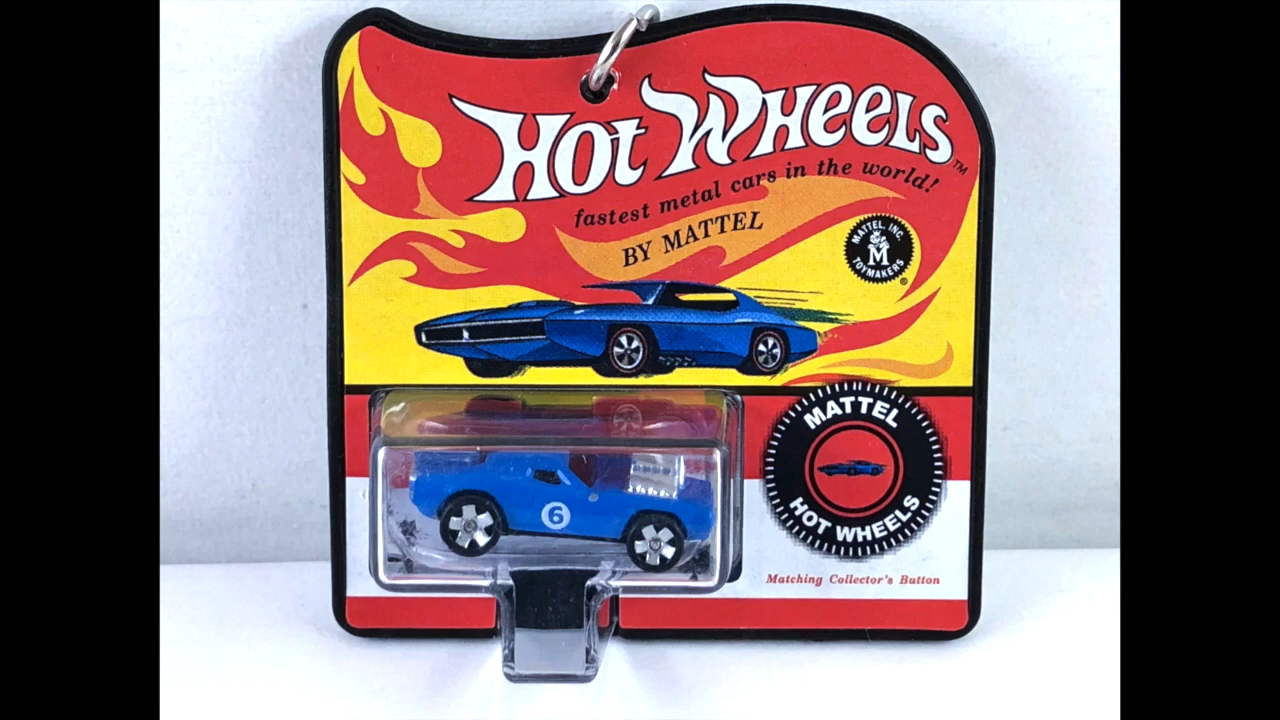 HOT WHEELS™
fastest metal cars in the world!
BY MATTEL
MATTEL, INC.
M
TOYMAKERS
®
MATTEL
HOT WHEELS
6
Matching Collector's Button